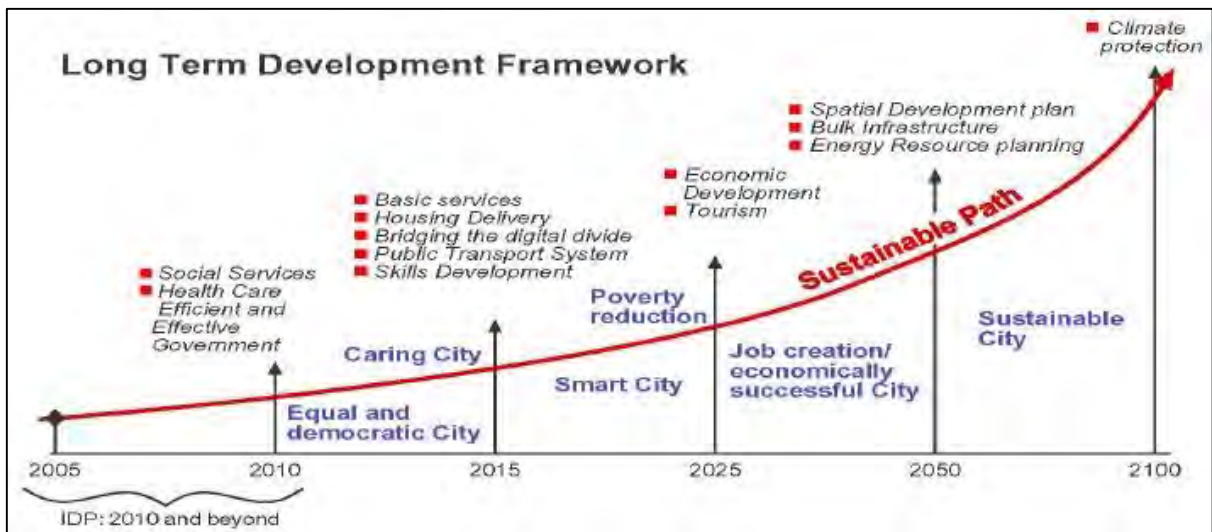 Long Term Development Framework
Climate
protection
Spatial Development plan
Bulk Infrastructure
Energy Resource planning
Economic
Development
Tourism
Basic services
Housing Delivery
Bridging the digital divide
Public Transport System
Skills Development
Social Services
Health Care
Efficient and
Effective
Government
Sustainable Path
Poverty
reduction
Caring City
Sustainable
City
Job creation/
economically
successful City
Smart City
Equal and
democratic City
2005 2010 2015 2025 2050 2100
IDP: 2010 and beyond